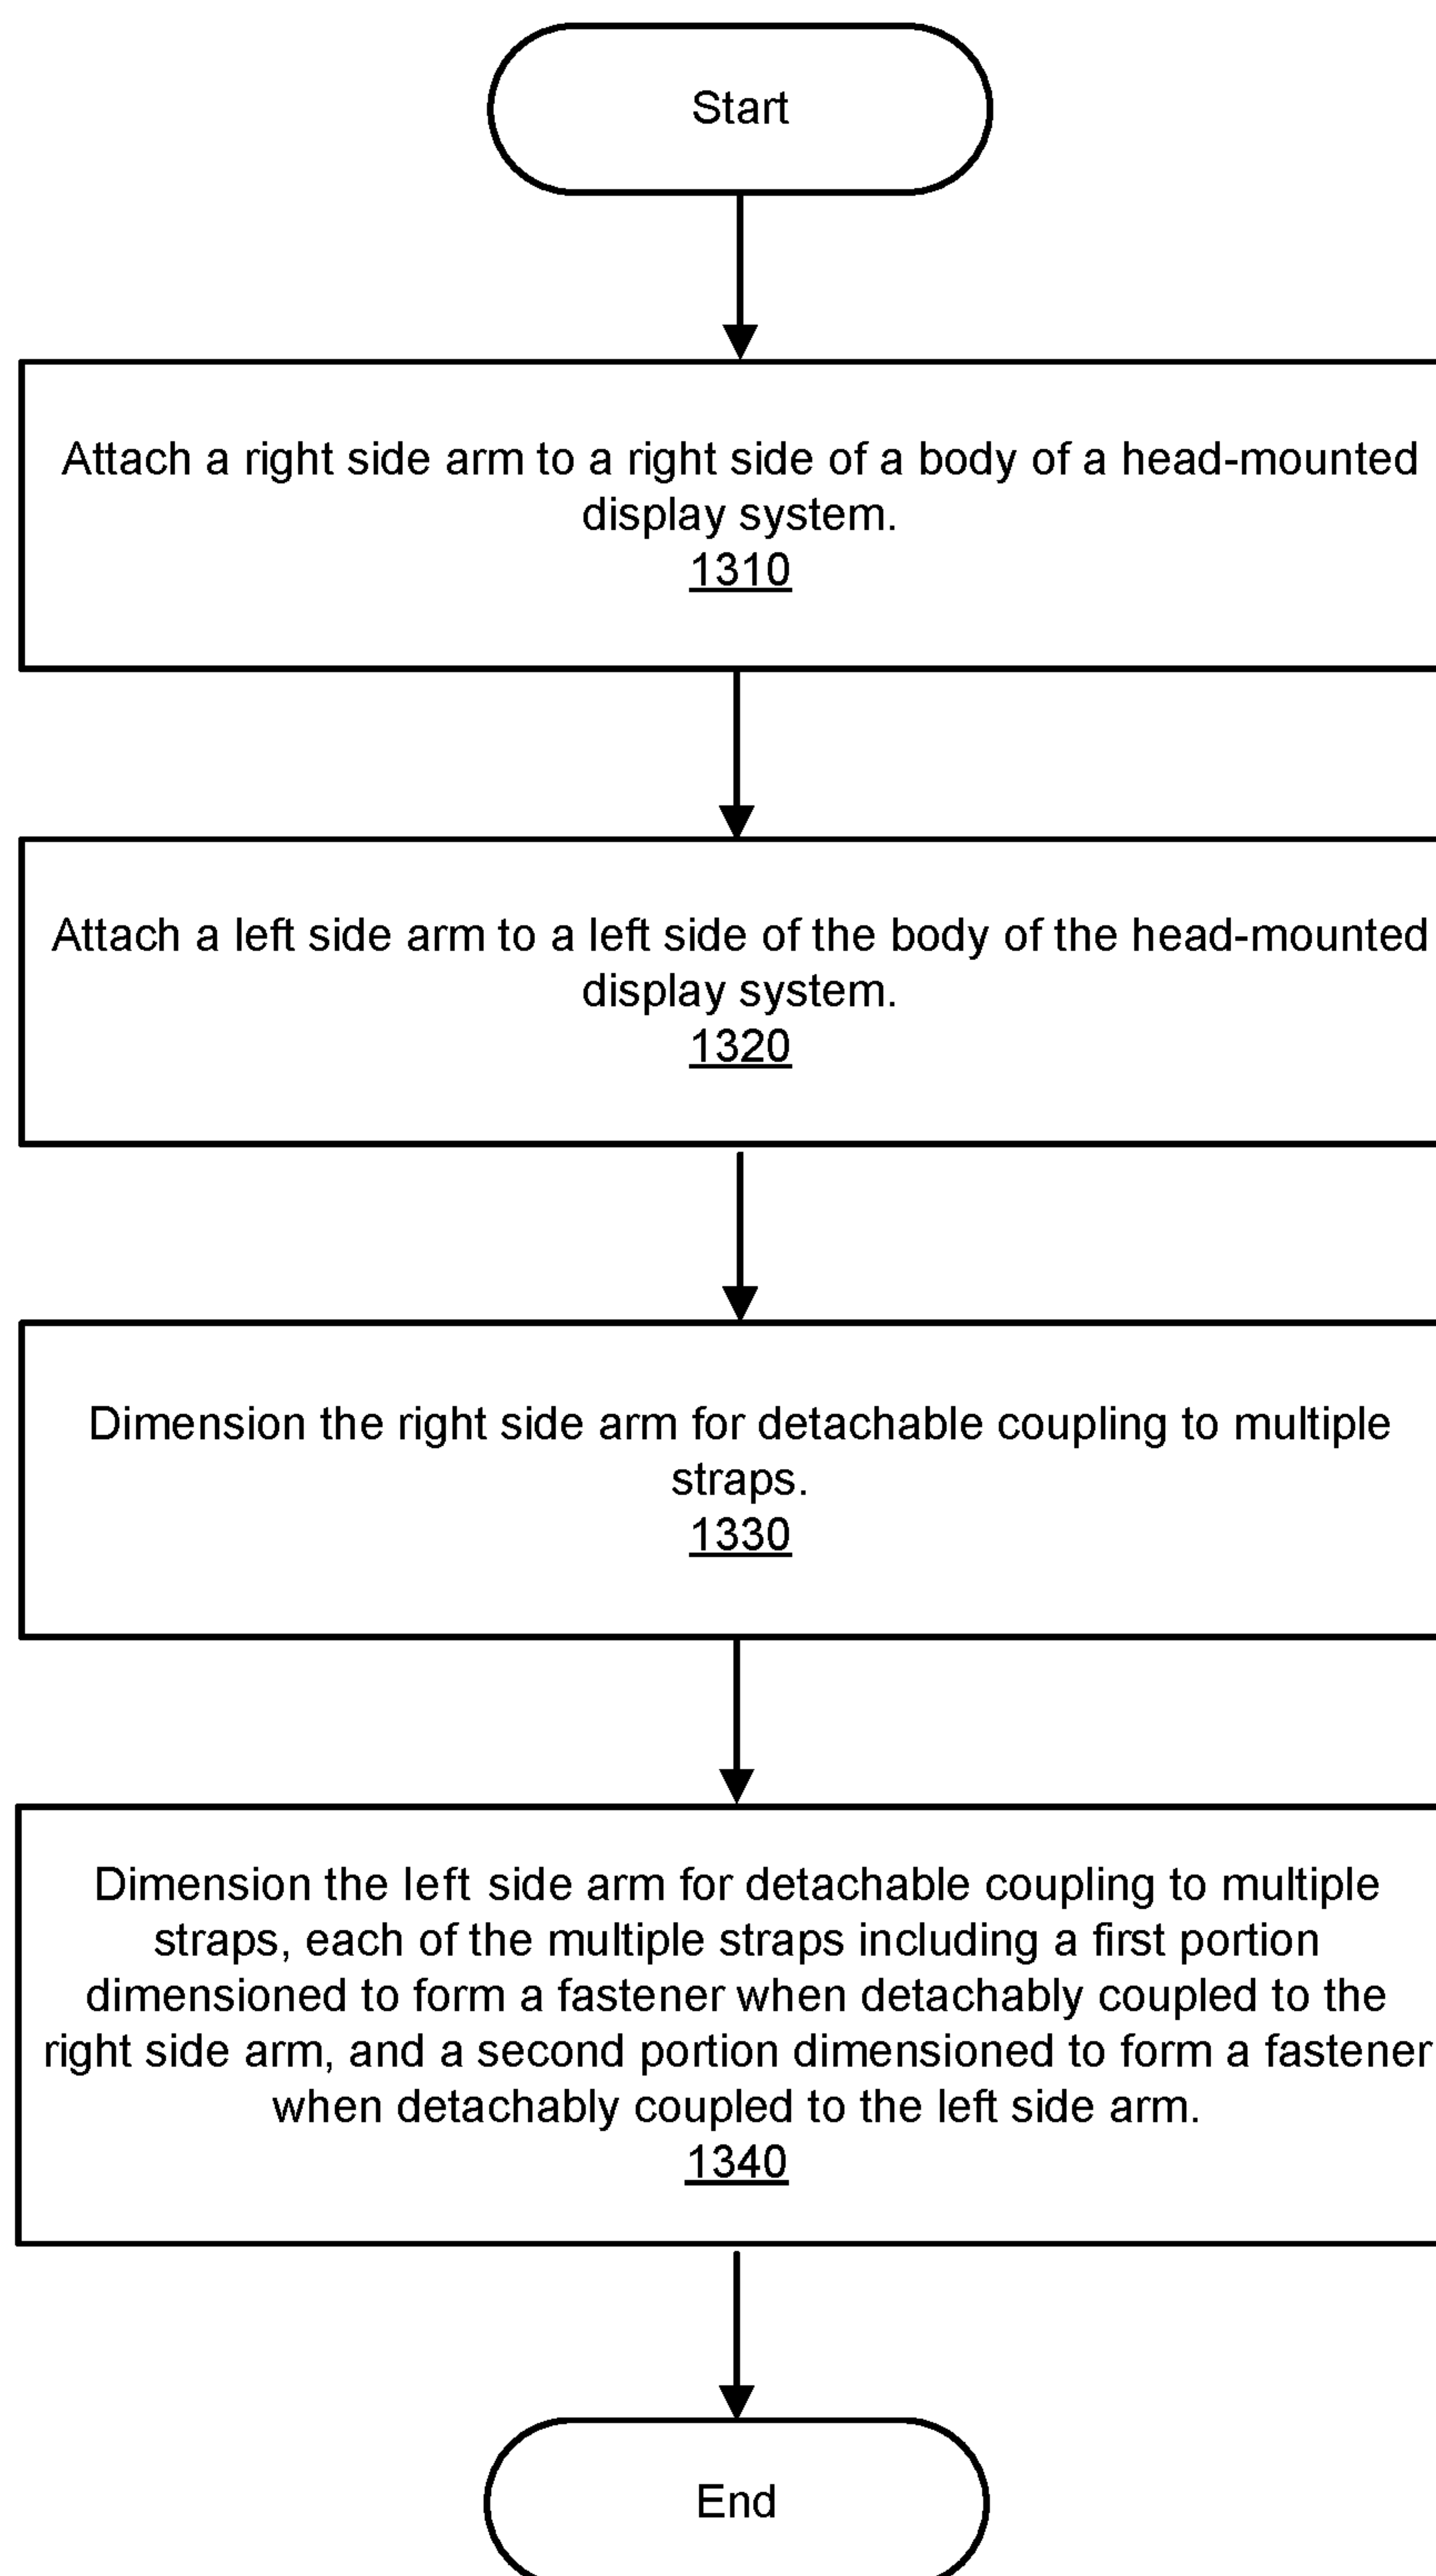 Start
Attach a right side arm to a right side of a body of a head-mounted
display system.
1310
Attach a left side arm to a left side of the body of the head-mounted
display system.
1320
Dimension the right side arm for detachable coupling to multiple
straps.
1330
Dimension the left side arm for detachable coupling to multiple
straps, each of the multiple straps including a first portion
dimensioned to form a fastener when detachably coupled to the
right side arm, and a second portion dimensioned to form a fastener
when detachably coupled to the left side arm.
1340
End